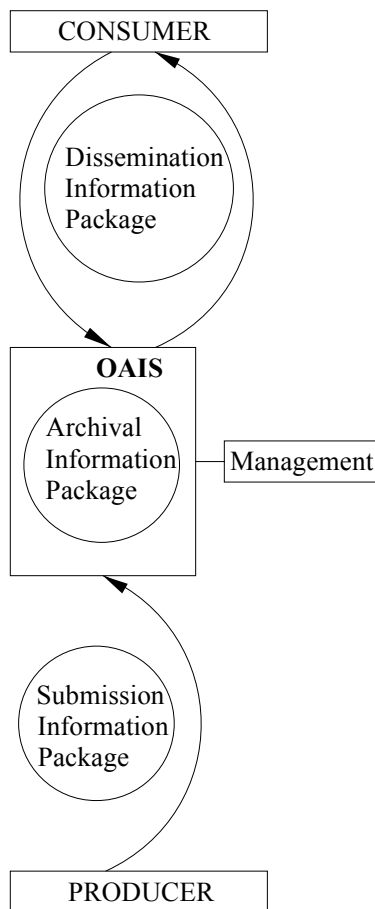 CONSUMER
Dissemination
Information
Package
OAIS
Archival
Information
Package
Management
Submission
Information
Package
PRODUCER